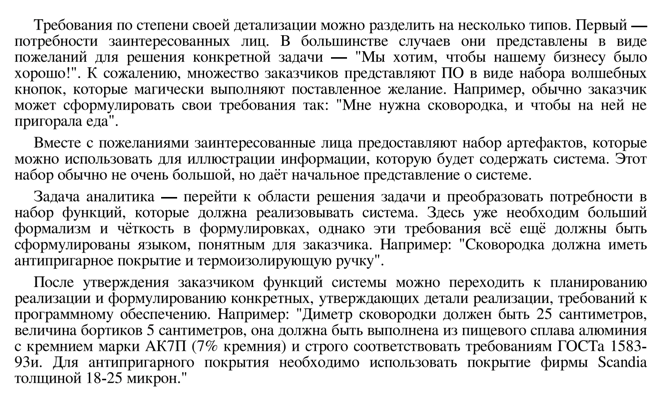 Требования по степени своей детализации можно разделить на несколько типов. Первый —
потребности заинтересованных лиц. В большинстве случаев они представлены в виде
пожеланий для решения конкретной задачи — "Мы хотим, чтобы нашему бизнесу было
хорошо!". К сожалению, множество заказчиков представляют ПО в виде набора волшебных
кнопок, которые магически выполняют поставленное желание. Например, обычно заказчик
может сформулировать свои требования так: "Мне нужна сковородка, и чтобы на ней не
пригорала еда".
Вместе с пожеланиями заинтересованные лица предоставляют набор артефактов, которые
можно использовать для иллюстрации информации, которую будет содержать система. Этот
набор обычно не очень большой, но даёт начальное представление о системе.
Задача аналитика — перейти к области решения задачи и преобразовать потребности в
набор функций, которые должна реализовывать система. Здесь уже необходим больший
формализм и чёткость в формулировках, однако эти требования всё ещё должны быть
сформулированы языком, понятным для заказчика. Например: "Сковородка должна иметь
антипригарное покрытие и термоизолирующую ручку".
После утверждения заказчиком функций системы можно переходить к планированию
реализации и формулированию конкретных, утверждающих детали реализации, требований к
программному обеспечению. Например: "Диметр сковородки должен быть 25 сантиметров,
величина бортиков 5 сантиметров, она должна быть выполнена из пищевого сплава алюминия
с кремнием марки АК7П (7% кремния) и строго соответствовать требованиям ГОСТа 1583-
93и. Для антипригарного покрытия необходимо использовать покрытие фирмы Scandia
толщиной 18-25 микрон."